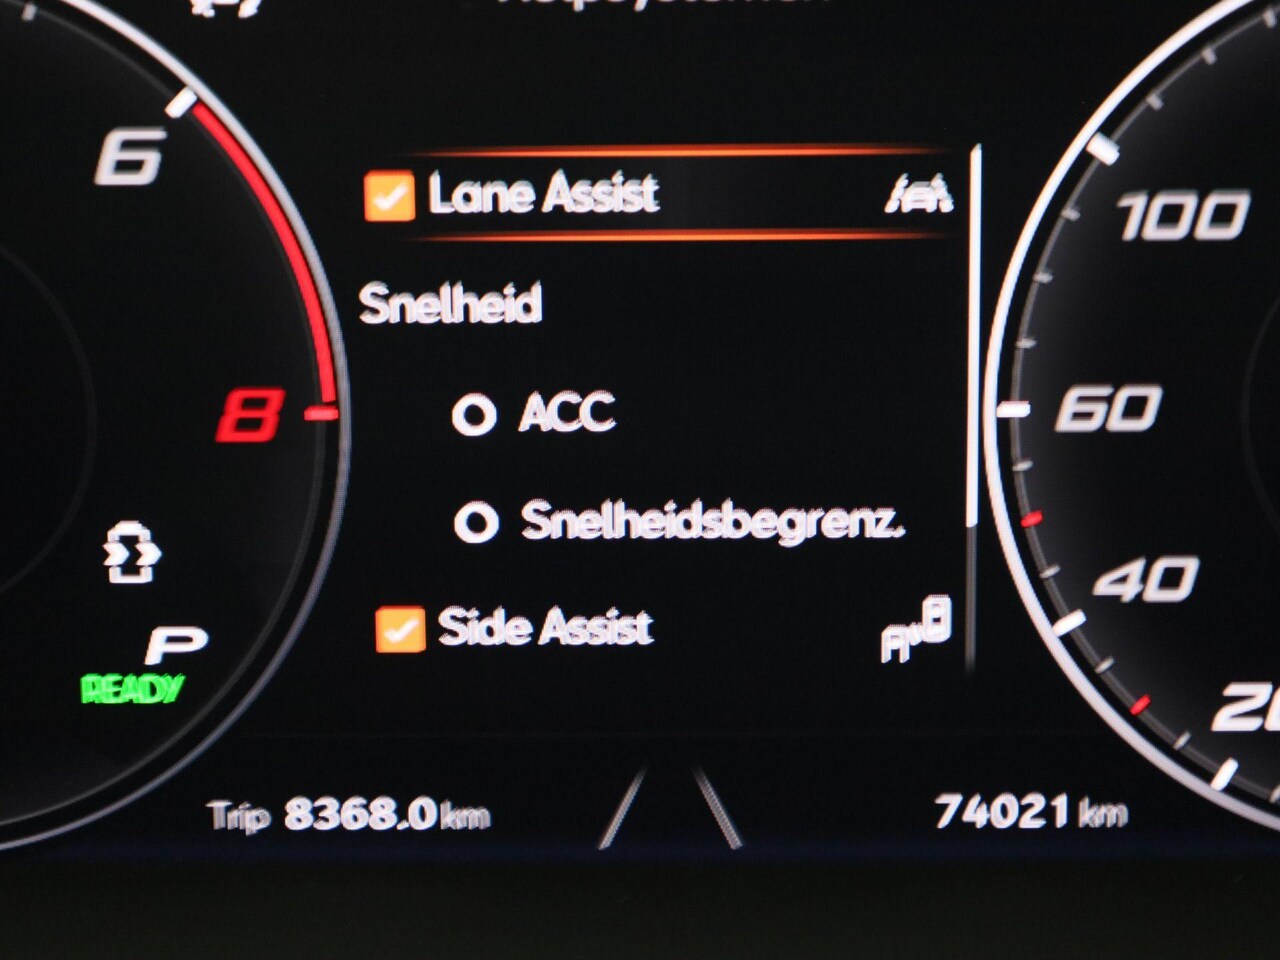 Lane Assist
Snelheid
ACC
Snelheidsbegrenz.
Side Assist
6
8
P
READY
100
60
40
20
Trip 8368.0 km
74021 km